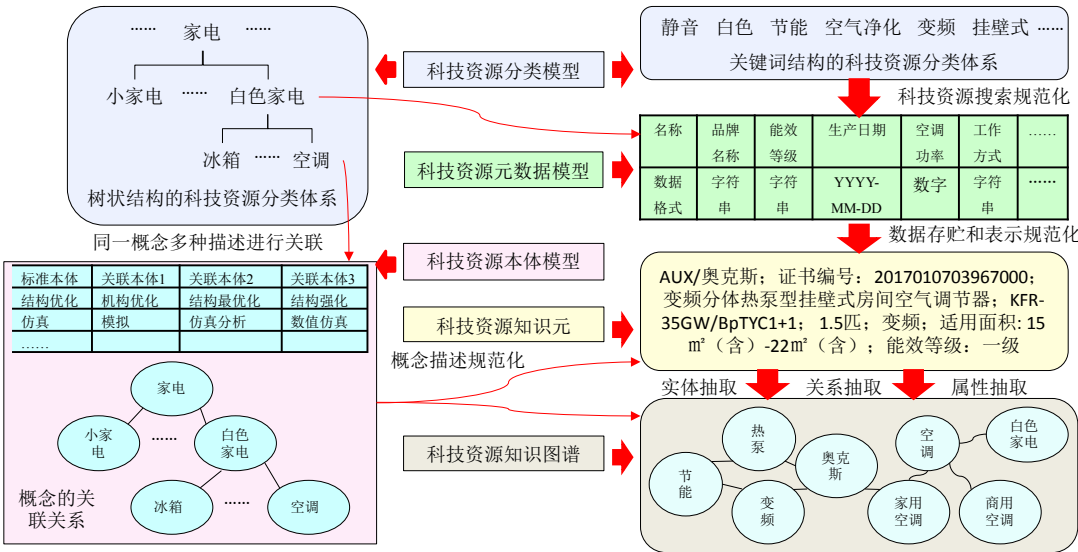 …… 家电 ……
小家电 …… 白色家电
冰箱 …… 空调
树状结构的科技资源分类体系
科技资源分类模型
静音 白色 节能 空气净化 变频 挂壁式 ……
关键词结构的科技资源分类体系
科技资源搜索规范化
科技资源元数据模型
名称 品牌名称 能效等级 生产日期 空调功率 工作方式 ……
数据格式 字符串 字符串 YYYY-MM-DD 数字 字符串 ……
数据存贮和表示规范化
同一概念多种描述进行关联
科技资源本体模型
标准本体 关联本体1 关联本体2 关联本体3
结构优化 机构优化 结构最优化 结构强化
仿真 模拟 仿真分析 数值仿真
……
家电
小家电
……
白色家电
冰箱
……
空调
概念的关
联关系
科技资源知识元
概念描述规范化
AUX/奥克斯；证书编号：2017010703967000；
变频分体热泵型挂壁式房间空气调节器；KFR-
35GW/BpTYC1+1；1.5匹；变频；适用面积: 15
㎡（含）-22㎡（含）；能效等级：一级
实体抽取 关系抽取 属性抽取
科技资源知识图谱
热泵
节能
变频
奥克斯
空调
白色家电
家用空调
商用空调